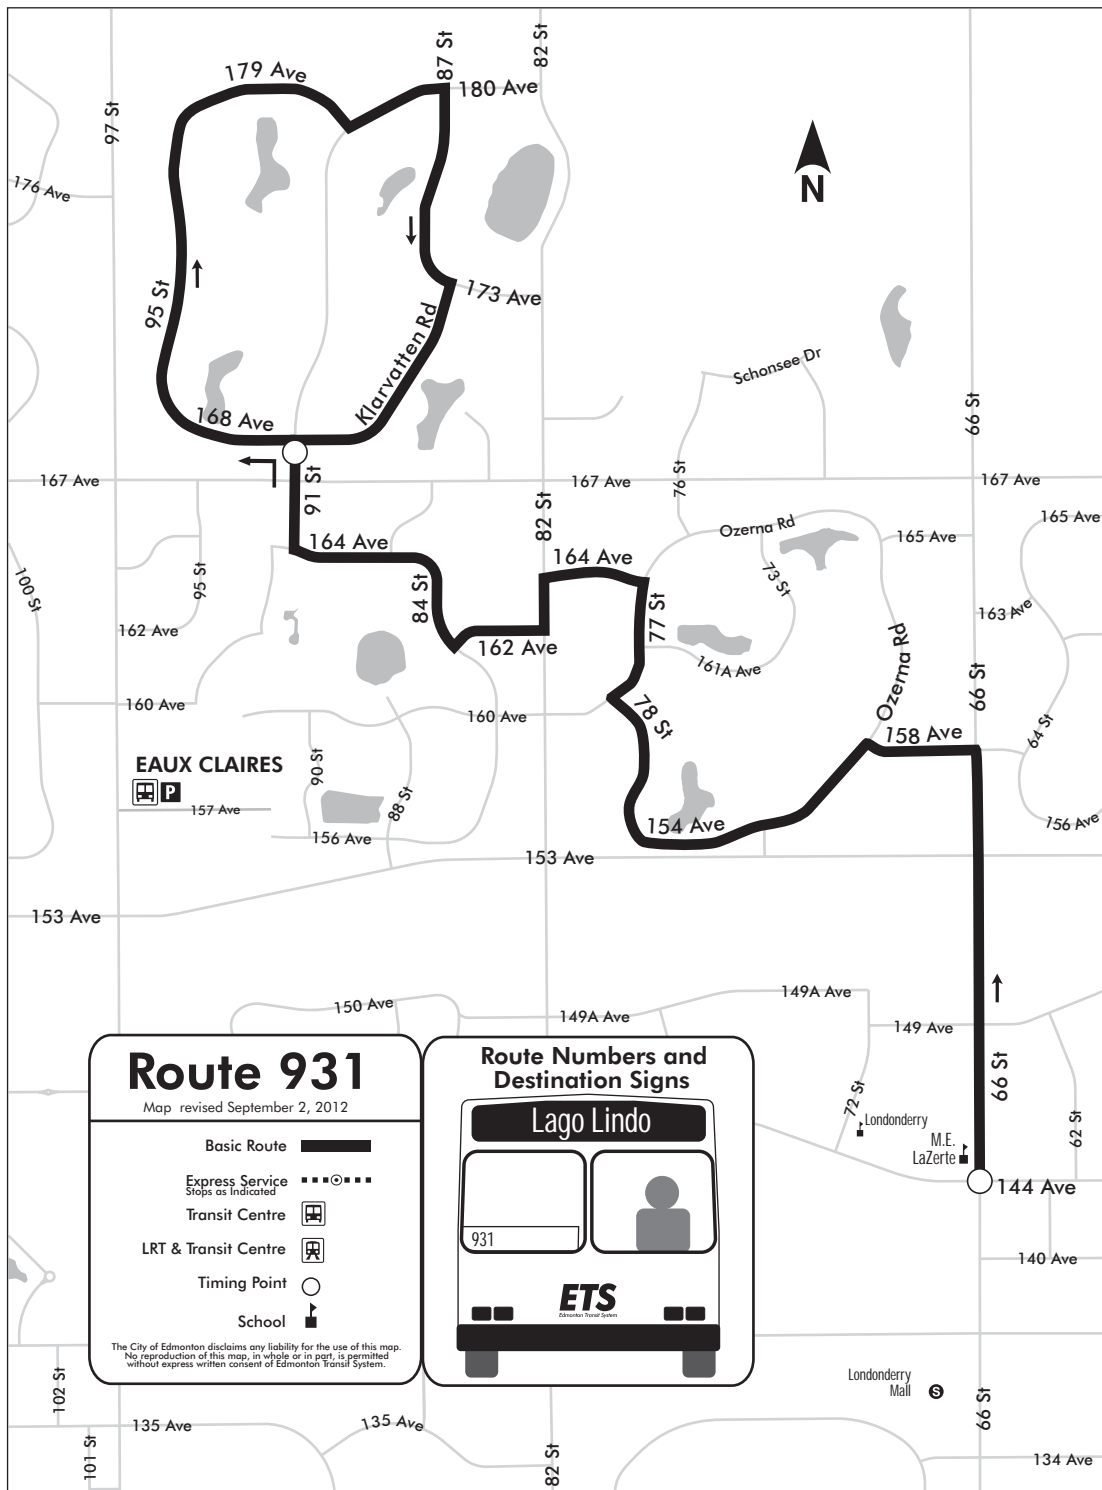 87 St
82 St
179 Ave
180 Ave
97 St
176 Ave
N
95 St
173 Ave
Klarvatten Rd
Schonsee Dr
168 Ave
66 St
167 Ave
91 St
82 St
167 Ave
76 St
167 Ave
165 Ave
Ozerna Rd
165 Ave
164 Ave
164 Ave
100 St
95 St
84 St
73 St
77 St
163 Ave
162 Ave
162 Ave
161A Ave
Ozerna Rd
66 St
160 Ave
160 Ave
78 St
64 St
158 Ave
EAUX CLAIRES
P
90 St
88 St
157 Ave
156 Ave
154 Ave
156 Ave
153 Ave
153 Ave
150 Ave
149A Ave
149A Ave
149 Ave
66 St
72 St
62 St
Londonderry
M.E.
LaZerte
144 Ave
140 Ave
Route 931
Map revised September 2, 2012
Basic Route
Express Service
Stops as Indicated
Transit Centre
LRT & Transit Centre
Timing Point
School
The City of Edmonton disclaims any liability for the use of this map.
No reproduction of this map, in whole or in part, is permitted
without express written consent of Edmonton Transit System.
Route Numbers and
Destination Signs
Lago Lindo
931
ETS
Edmonton Transit System
Londonderry
Mall
S
102 St
135 Ave
135 Ave
66 St
101 St
82 St
134 Ave